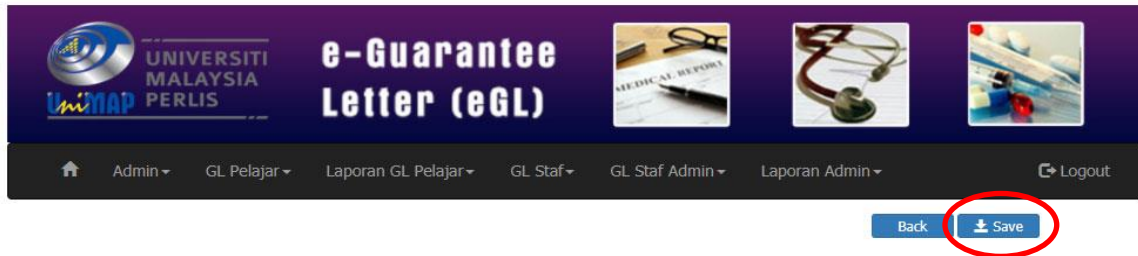 UNIVERSITI
MALAYSIA
UniMAP PERLIS
e-Guarantee
Letter (eGL)
MEDICAL REPORT
Admin GL Pelajar Laporan GL Pelajar GL Staf GL Staf Admin Laporan Admin Logout
Back Save